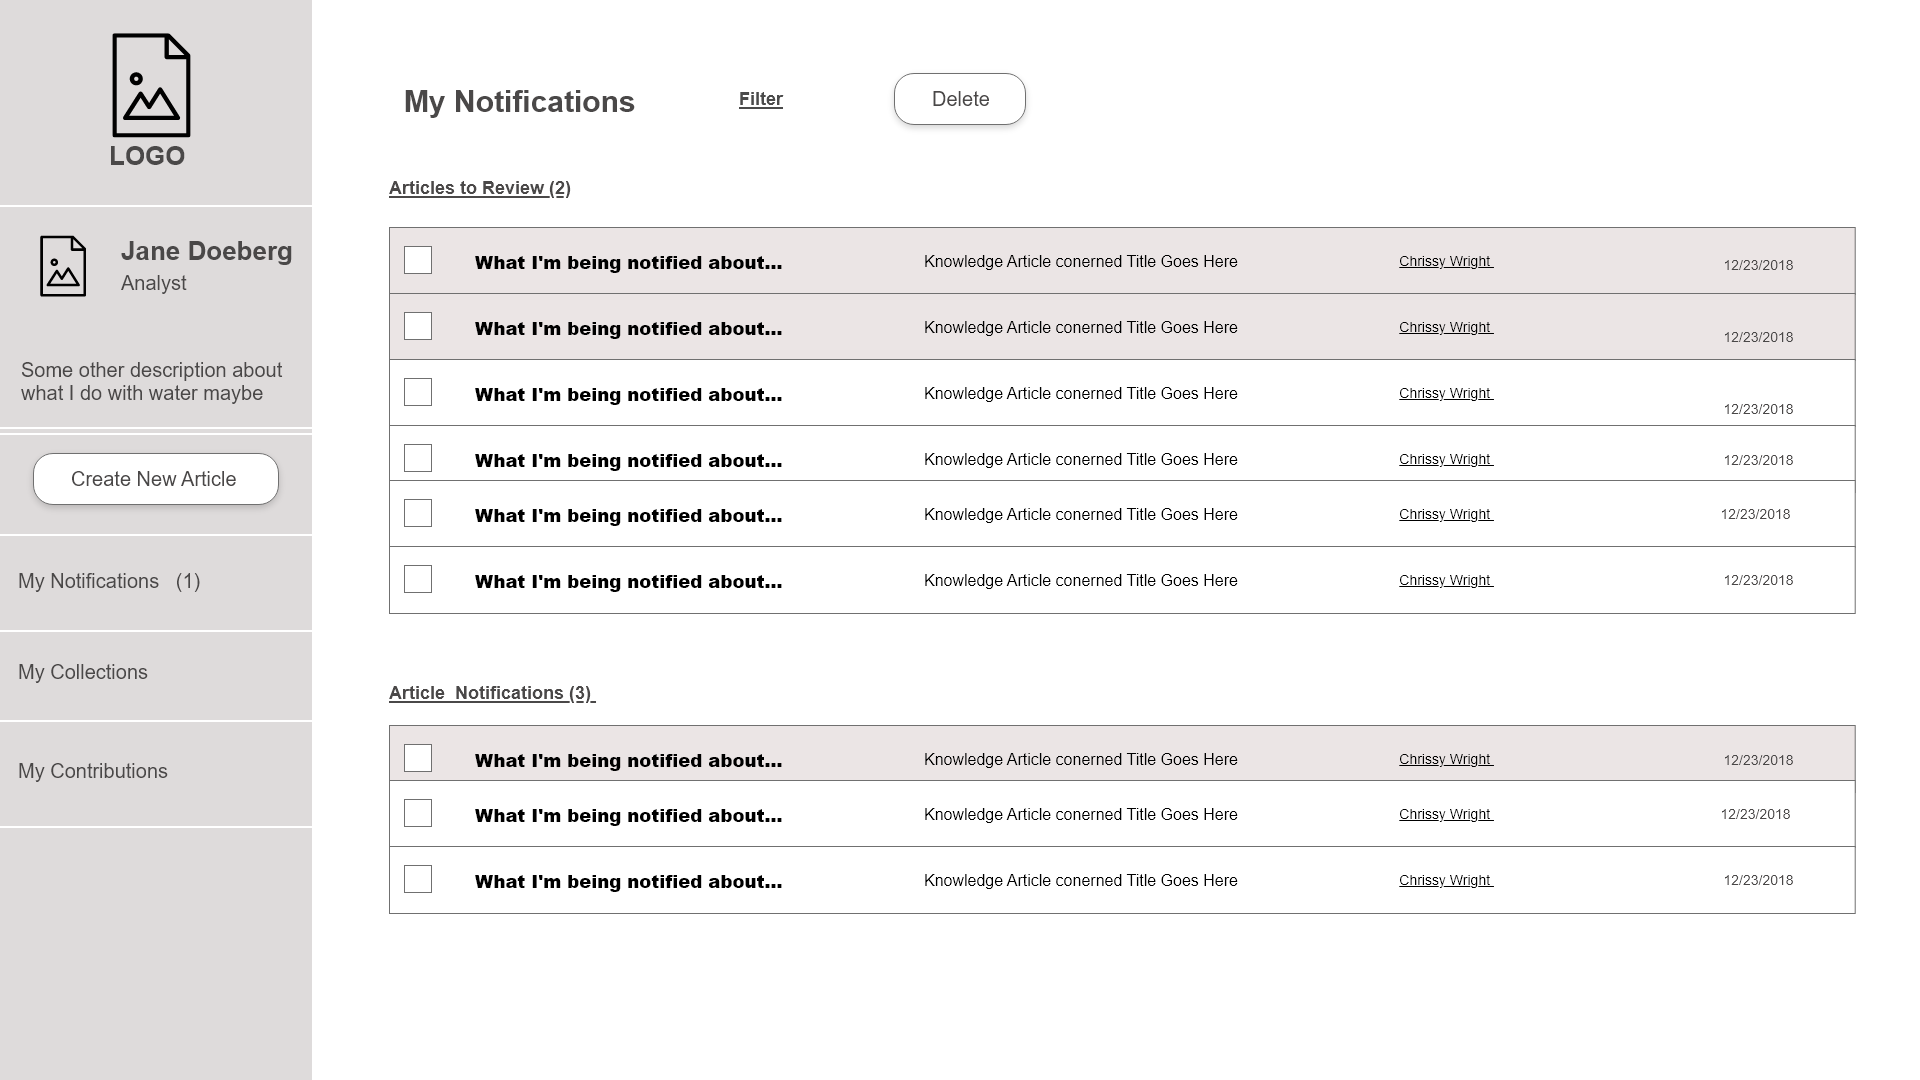 LOGO
Jane Doeberg
Analyst
Some other description about
what I do with water maybe
Create New Article
My Notifications (1)
My Collections
My Contributions
My Notifications
Filter
Delete
Articles to Review (2)
What I'm being notified about... Knowledge Article conerned Title Goes Here Chrissy Wright 12/23/2018
What I'm being notified about... Knowledge Article conerned Title Goes Here Chrissy Wright 12/23/2018
What I'm being notified about... Knowledge Article conerned Title Goes Here Chrissy Wright 12/23/2018
What I'm being notified about... Knowledge Article conerned Title Goes Here Chrissy Wright 12/23/2018
What I'm being notified about... Knowledge Article conerned Title Goes Here Chrissy Wright 12/23/2018
What I'm being notified about... Knowledge Article conerned Title Goes Here Chrissy Wright 12/23/2018
Article Notifications (3)
What I'm being notified about... Knowledge Article conerned Title Goes Here Chrissy Wright 12/23/2018
What I'm being notified about... Knowledge Article conerned Title Goes Here Chrissy Wright 12/23/2018
What I'm being notified about... Knowledge Article conerned Title Goes Here Chrissy Wright 12/23/2018